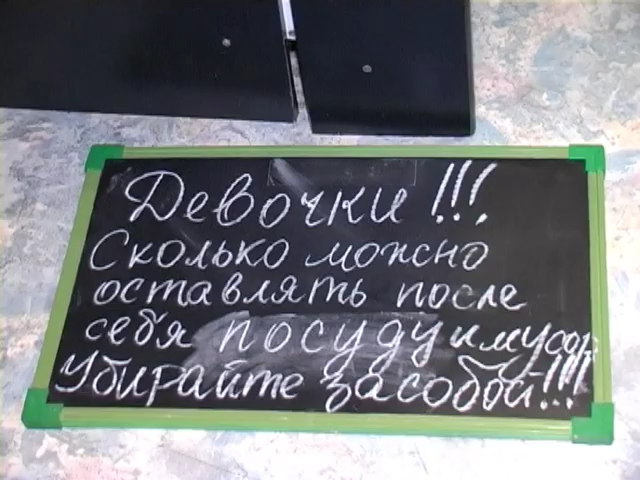 Девочки !!!
Сколько можно
оставлять после
себя посуду и мусор
Убирайте за собой!!!